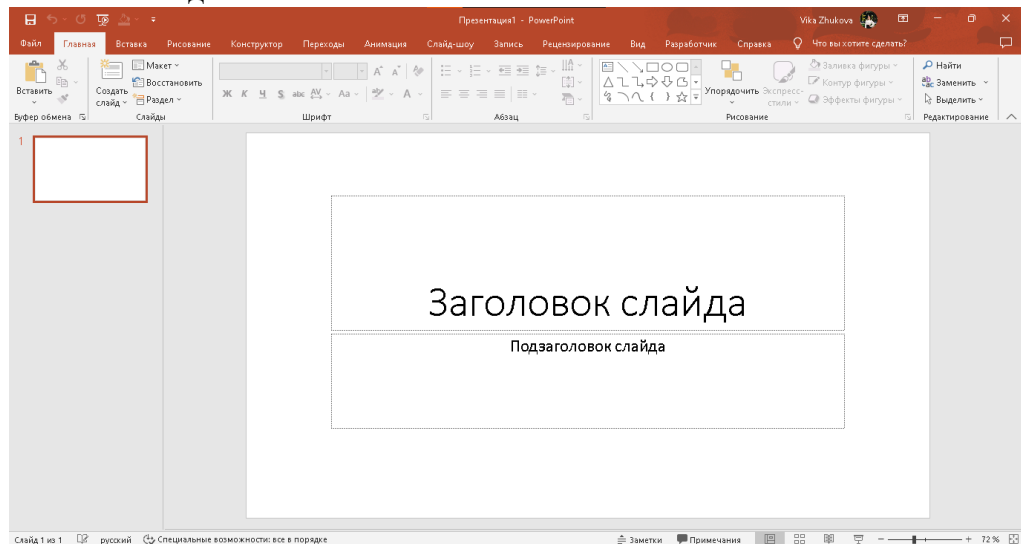 Презентация1 - PowerPoint
Vika Zhukova
Файл Главная Вставка Рисование Конструктор Переходы Анимация Слайд-шоу Запись Рецензирование Вид Разработчик Справка Что вы хотите сделать?
Вставить
Создать слайд
Макет
Восстановить
Раздел
Ж К Ч S abc AV Aa A
Упорядочить
Экспресс-стили
Заливка фигуры
Контур фигуры
Эффекты фигуры
Найти
Заменить
Выделить
Буфер обмена Слайды Шрифт Абзац Рисование Редактирование
1
Заголовок слайда
Подзаголовок слайда
Слайд 1 из 1 русский Специальные возможности: все в порядке Заметки Примечания 72 %